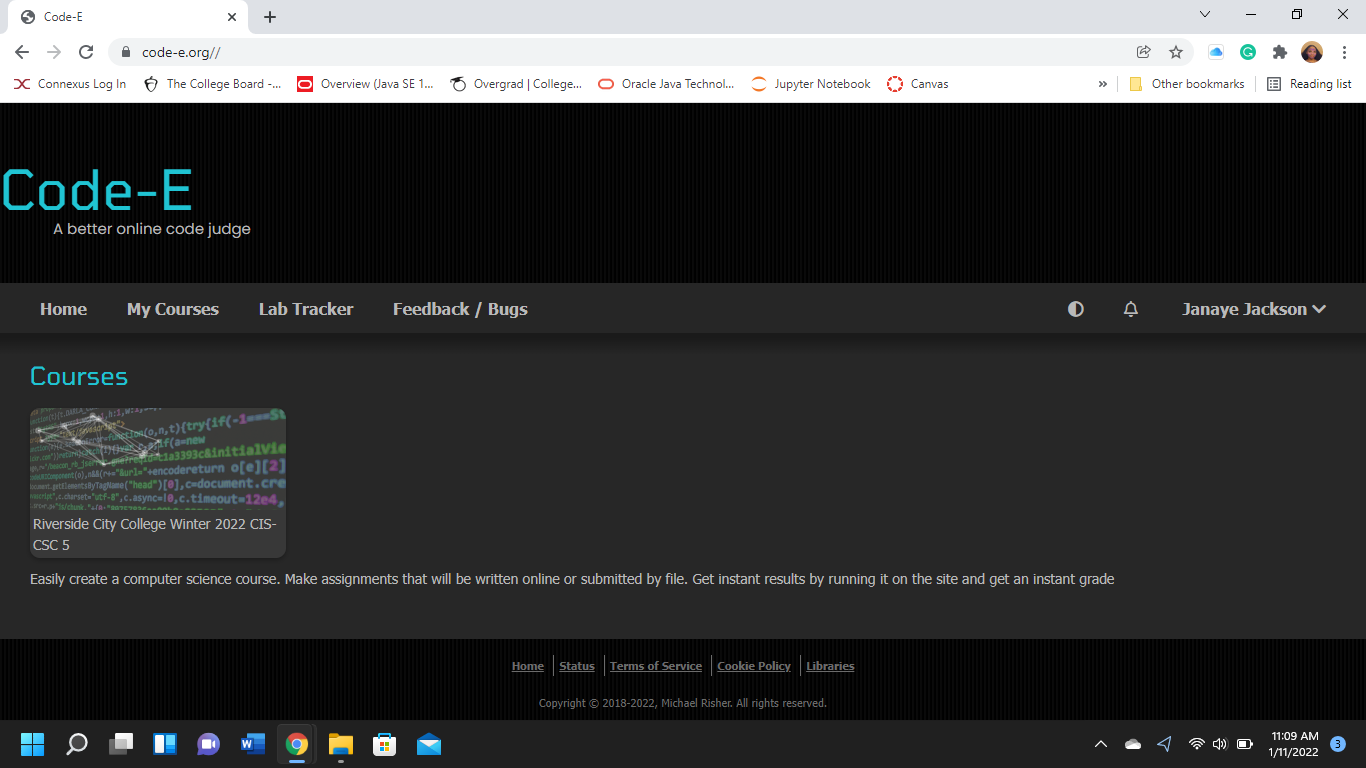 Code-E
code-e.org//
Connexus Log In
The College Board -...
Overview (Java SE 1...
Overgrad | College...
Oracle Java Technol...
Jupyter Notebook
Canvas
»
Other bookmarks
Reading list
Code-E
A better online code judge
Home
My Courses
Lab Tracker
Feedback / Bugs
Janaye Jackson
Courses
Riverside City College Winter 2022 CIS-
CSC 5
Easily create a computer science course. Make assignments that will be written online or submitted by file. Get instant results by running it on the site and get an instant grade
Home
Status
Terms of Service
Cookie Policy
Libraries
Copyright © 2018-2022, Michael Risher. All rights reserved.
11:09 AM
1/11/2022
3